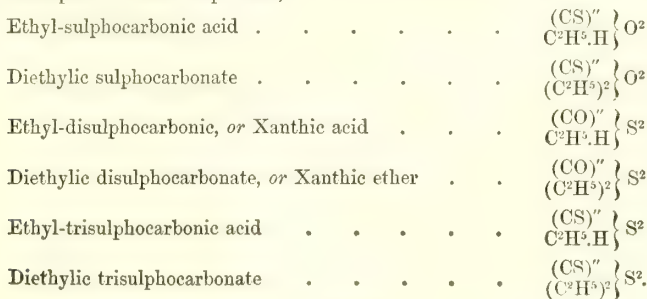 Ethyl-sulphocarbonic acid . . . . . . (CS)″ C²H⁵.H } O²
Diethylic sulphocarbonate . . . . . . (CS)″ (C²H⁵)² } O²
Ethyl-disulphocarbonic, or Xanthic acid . . . (CO)″ C²H⁵.H } S²
Diethylic disulphocarbonate, or Xanthic ether . . (CO)″ (C²H⁵)² } S²
Ethyl-trisulphocarbonic acid . . . . . (CS)″ C²H⁵.H } S²
Diethylic trisulphocarbonate . . . . . (CS)″ (C²H⁵)² } S².